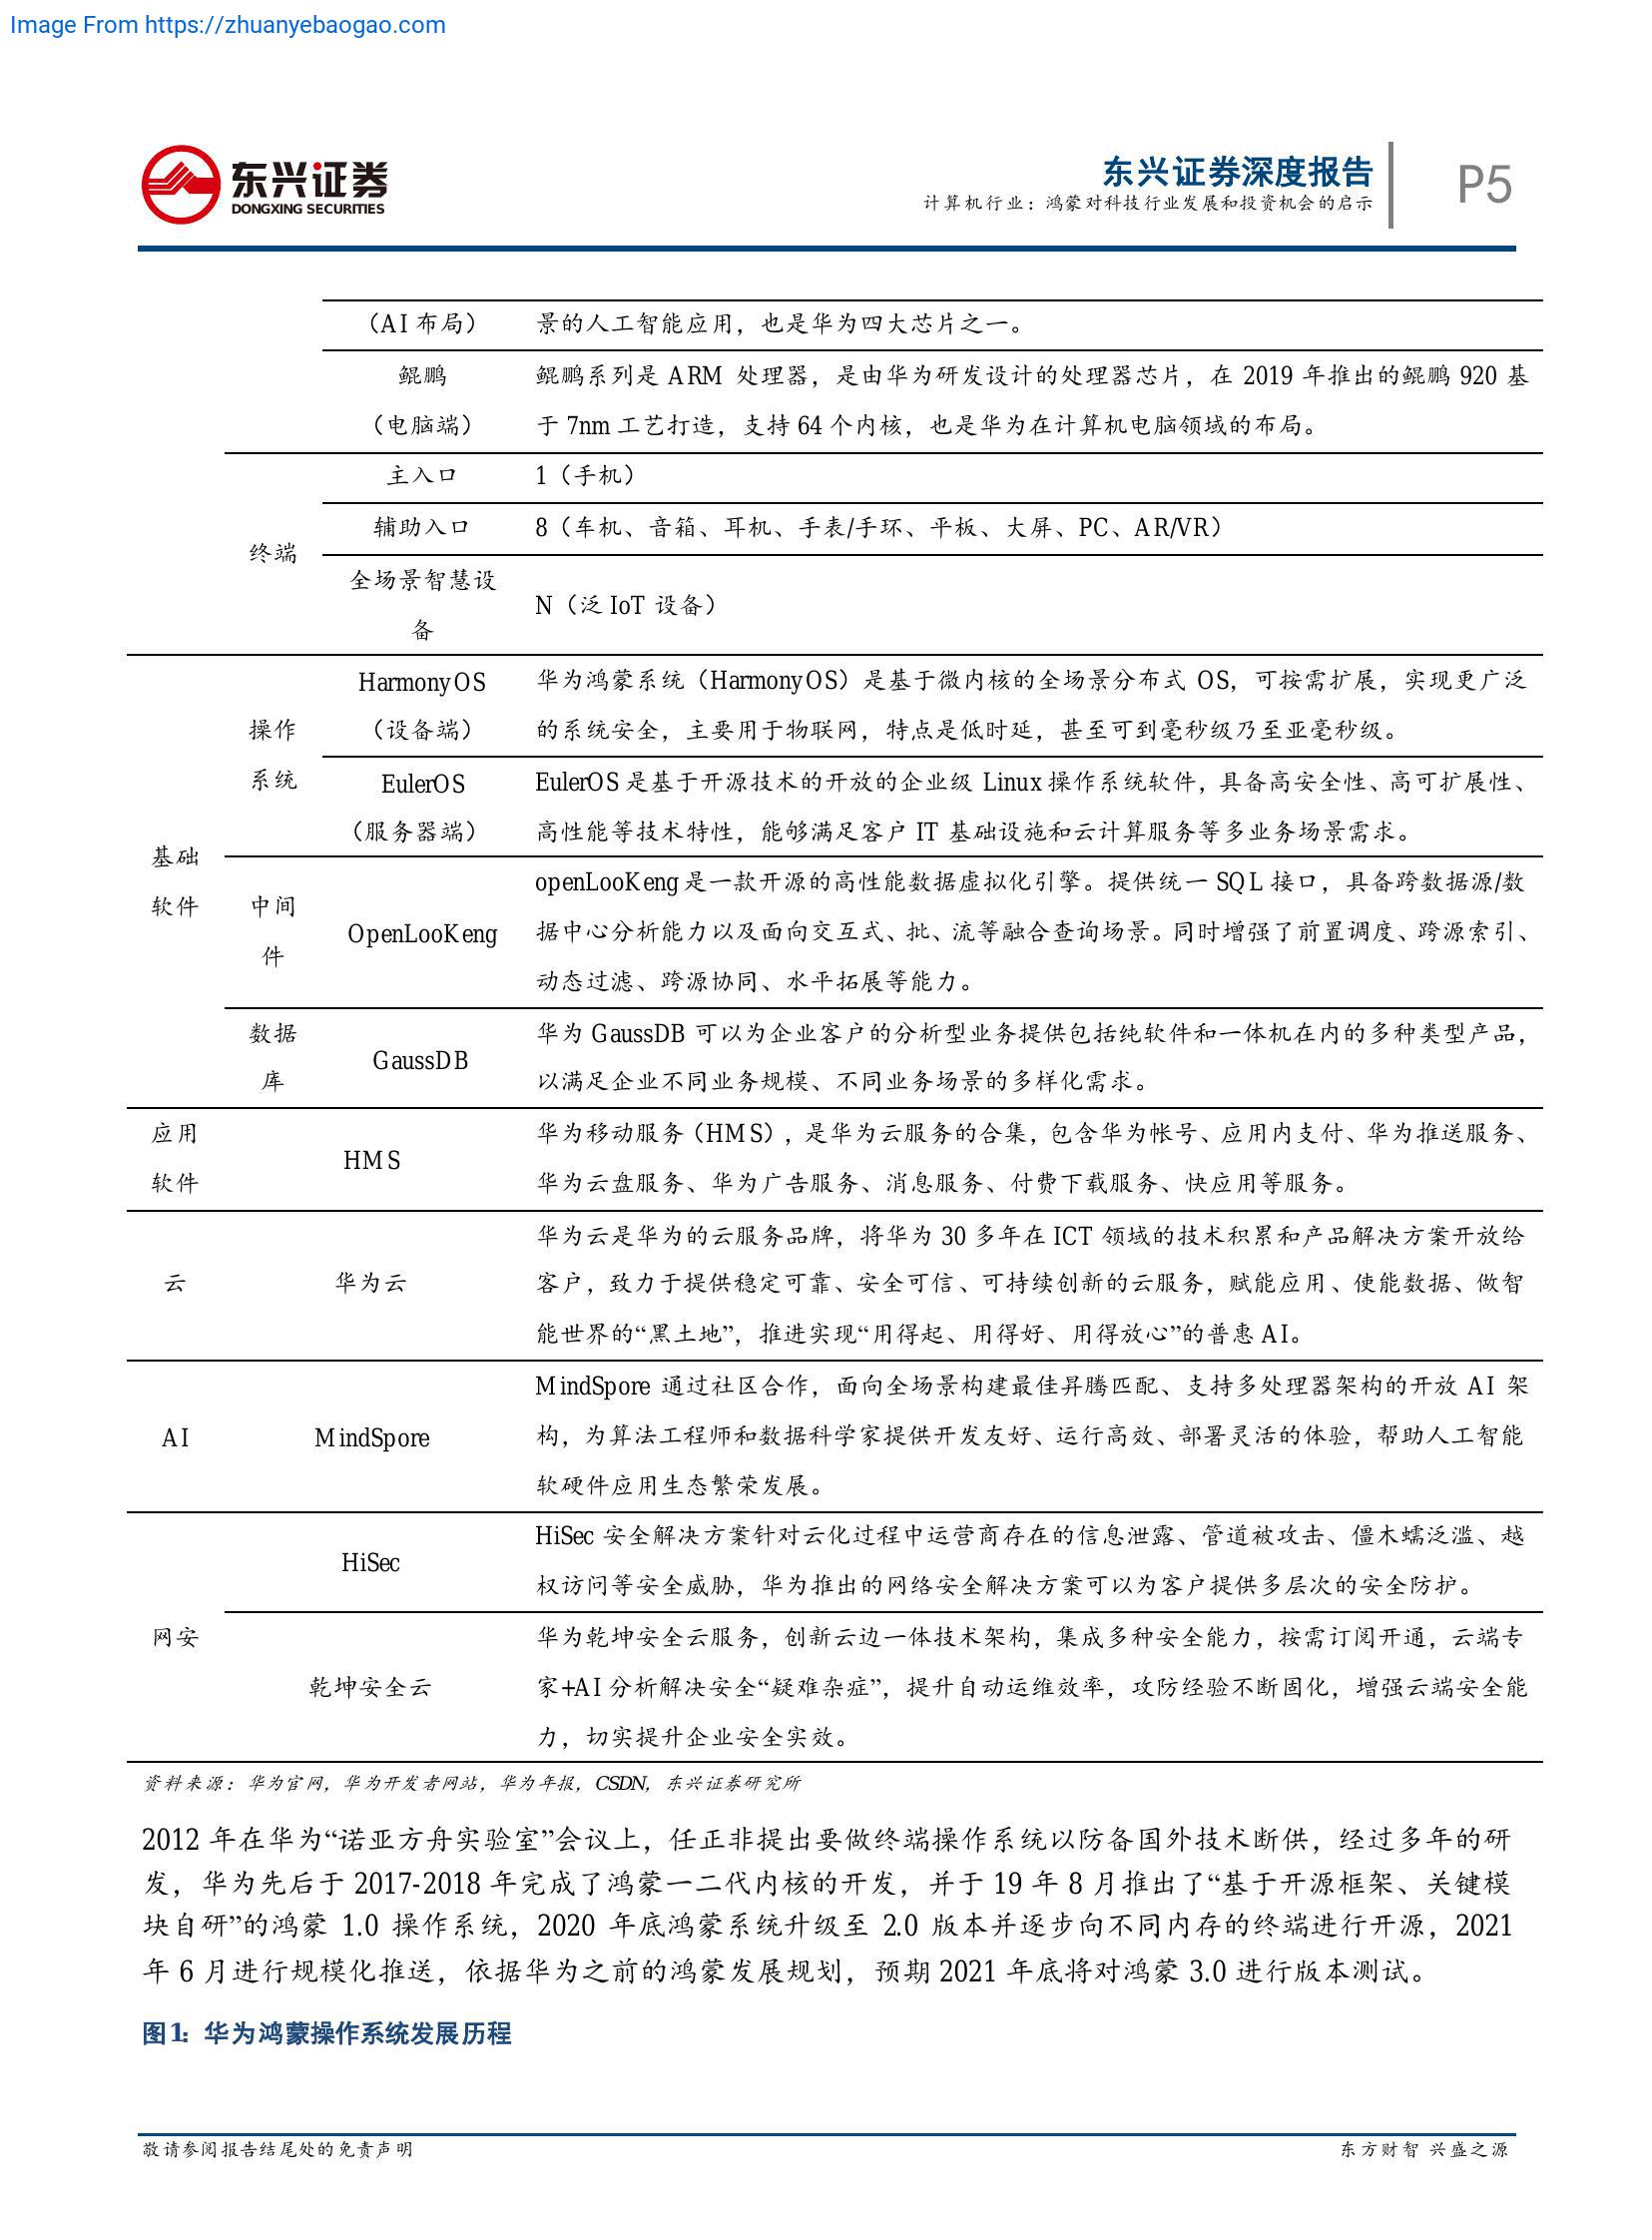 Image From https://zhuanyebaogao.com
东兴证券
DONGXING SECURITIES
东兴证券深度报告
计算机行业：鸿蒙对科技行业发展和投资机会的启示
P5
（AI 布局）
景的人工智能应用，也是华为四大芯片之一。
鲲鹏
（电脑端）
鲲鹏系列是 ARM 处理器，是由华为研发设计的处理器芯片，在 2019 年推出的鲲鹏 920 基
于 7nm 工艺打造，支持 64 个内核，也是华为在计算机电脑领域的布局。
终端
主入口
1（手机）
辅助入口
8（车机、音箱、耳机、手表/手环、平板、大屏、PC、AR/VR）
全场景智慧设
备
N（泛 IoT 设备）
基础
软件
操作
系统
HarmonyOS
（设备端）
华为鸿蒙系统（HarmonyOS）是基于微内核的全场景分布式 OS，可按需扩展，实现更广泛
的系统安全，主要用于物联网，特点是低时延，甚至可到毫秒级乃至亚毫秒级。
EulerOS
（服务器端）
EulerOS 是基于开源技术的开放的企业级 Linux 操作系统软件，具备高安全性、高可扩展性、
高性能等技术特性，能够满足客户 IT 基础设施和云计算服务等多业务场景需求。
中间
件
OpenLooKeng
openLooKeng 是一款开源的高性能数据虚拟化引擎。提供统一 SQL 接口，具备跨数据源/数
据中心分析能力以及面向交互式、批、流等融合查询场景。同时增强了前置调度、跨源索引、
动态过滤、跨源协同、水平拓展等能力。
数据
库
GaussDB
华为 GaussDB 可以为企业客户的分析型业务提供包括纯软件和一体机在内的多种类型产品，
以满足企业不同业务规模、不同业务场景的多样化需求。
应用
软件
HMS
华为移动服务（HMS），是华为云服务的合集，包含华为帐号、应用内支付、华为推送服务、
华为云盘服务、华为广告服务、消息服务、付费下载服务、快应用等服务。
云
华为云
华为云是华为的云服务品牌，将华为 30 多年在 ICT 领域的技术积累和产品解决方案开放给
客户，致力于提供稳定可靠、安全可信、可持续创新的云服务，赋能应用、使能数据、做智
能世界的“黑土地”，推进实现“用得起、用得好、用得放心”的普惠 AI。
AI
MindSpore
MindSpore 通过社区合作，面向全场景构建最佳昇腾匹配、支持多处理器架构的开放 AI 架
构，为算法工程师和数据科学家提供开发友好、运行高效、部署灵活的体验，帮助人工智能
软硬件应用生态繁荣发展。
网安
HiSec
HiSec 安全解决方案针对云化过程中运营商存在的信息泄露、管道被攻击、僵木蠕泛滥、越
权访问等安全威胁，华为推出的网络安全解决方案可以为客户提供多层次的安全防护。
乾坤安全云
华为乾坤安全云服务，创新云边一体技术架构，集成多种安全能力，按需订阅开通，云端专
家+AI 分析解决安全“疑难杂症”，提升自动运维效率，攻防经验不断固化，增强云端安全能
力，切实提升企业安全实效。
资料来源：华为官网，华为开发者网站，华为年报，CSDN，东兴证券研究所
2012 年在华为“诺亚方舟实验室”会议上，任正非提出要做终端操作系统以防备国外技术断供，经过多年的研
发，华为先后于 2017-2018 年完成了鸿蒙一二代内核的开发，并于 19 年 8 月推出了“基于开源框架、关键模
块自研”的鸿蒙 1.0 操作系统，2020 年底鸿蒙系统升级至 2.0 版本并逐步向不同内存的终端进行开源，2021
年 6 月进行规模化推送，依据华为之前的鸿蒙发展规划，预期 2021 年底将对鸿蒙 3.0 进行版本测试。
图1：华为鸿蒙操作系统发展历程
敬请参阅报告结尾处的免责声明
东方财智 兴盛之源